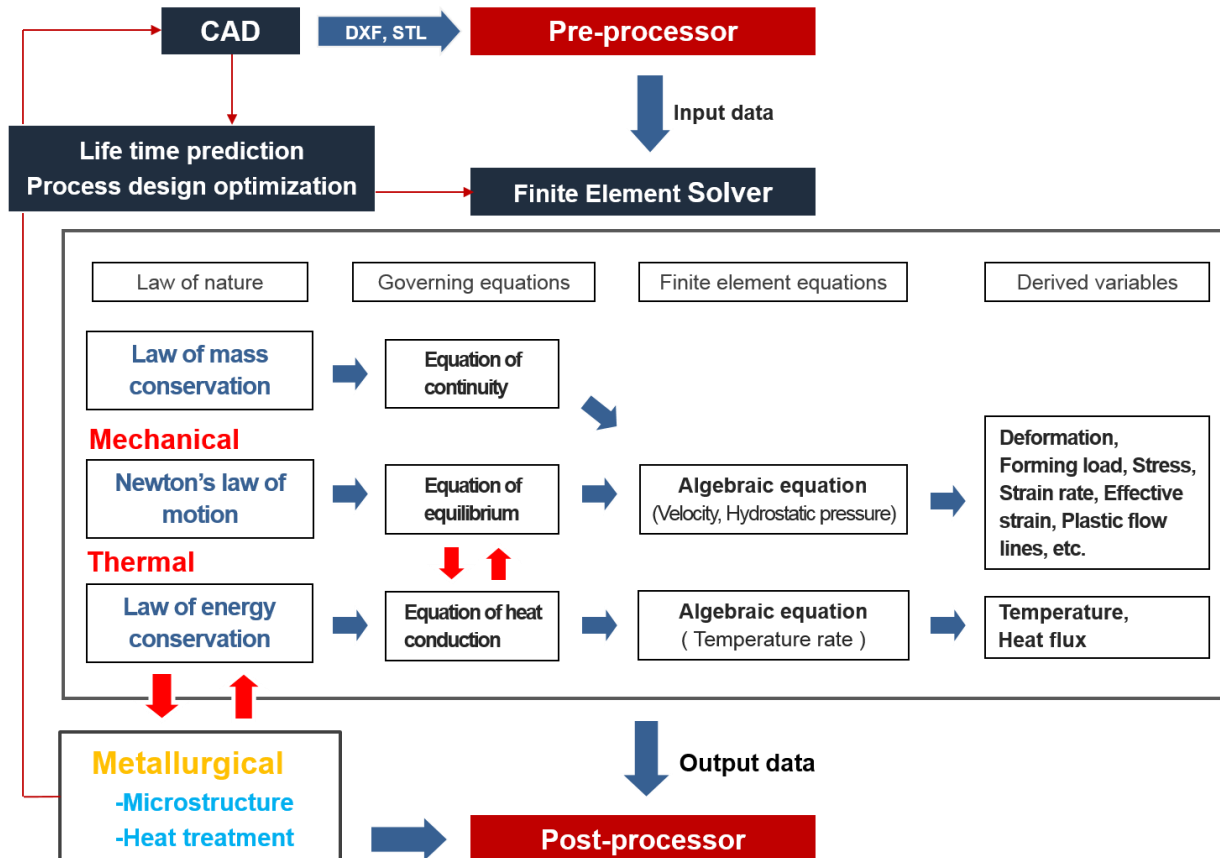 CAD
DXF, STL
Pre-processor
Input data
Life time prediction
Process design optimization
Finite Element Solver
Law of nature
Governing equations
Finite element equations
Derived variables
Law of mass
conservation
Equation of
continuity
Mechanical
Newton's law of
motion
Equation of
equilibrium
Algebraic equation
(Velocity, Hydrostatic pressure)
Deformation,
Forming load, Stress,
Strain rate, Effective
strain, Plastic flow
lines, etc.
Thermal
Law of energy
conservation
Equation of heat
conduction
Algebraic equation
( Temperature rate )
Temperature,
Heat flux
Metallurgical
-Microstructure
-Heat treatment
Output data
Post-processor